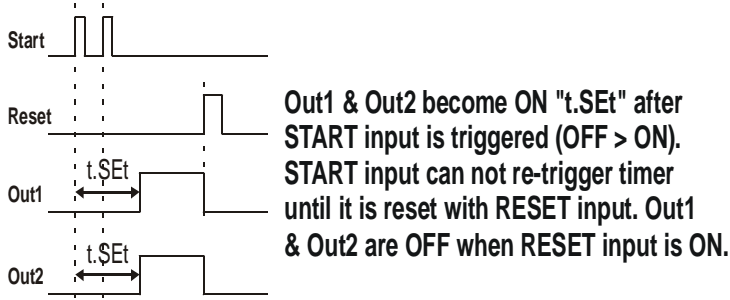 Start
Reset
t.SEt
Out1
t.SEt
Out2
Out1 & Out2 become ON "t.SEt" after
START input is triggered (OFF > ON).
START input can not re-trigger timer
until it is reset with RESET input. Out1
& Out2 are OFF when RESET input is ON.